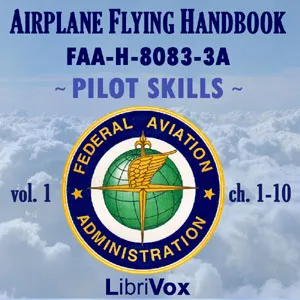 AIRPLANE FLYING HANDBOOK
FAA-H-8083-3A
~ PILOT SKILLS ~
FEDERAL AVIATION
vol. 1
ch. 1-10
ADMINISTRATION
LibriVox